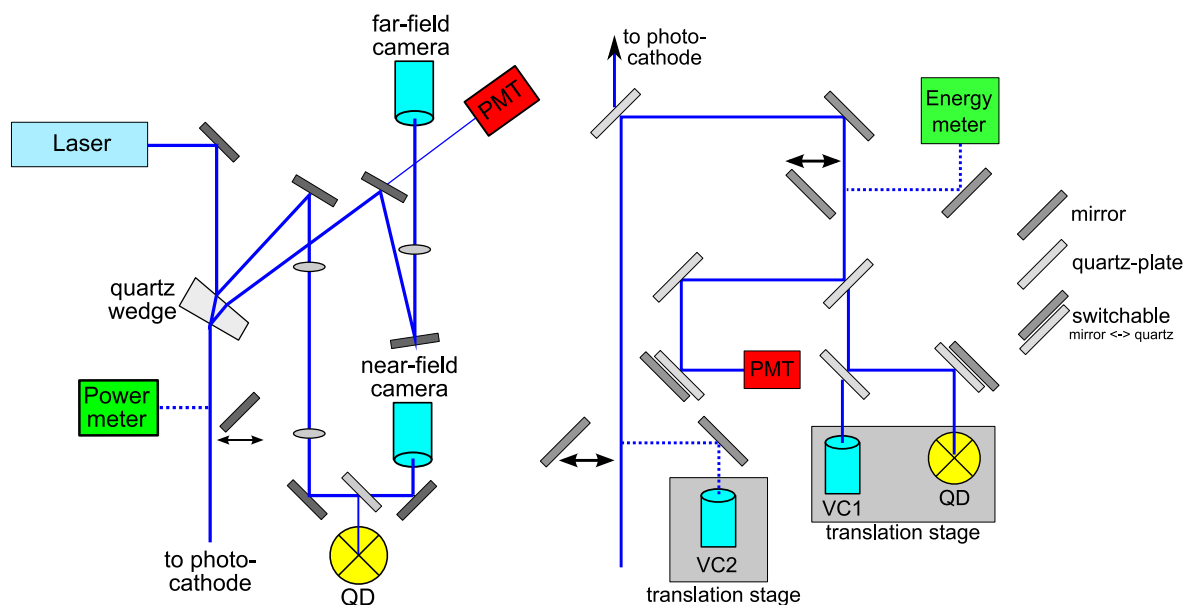 far-field
camera
PMT
Laser
quartz
wedge
near-field
camera
Power
meter
to photo-
cathode
QD
to photo-
cathode
Energy
meter
mirror
quartz-plate
switchable
mirror <-> quartz
PMT
VC1
QD
translation stage
VC2
translation stage